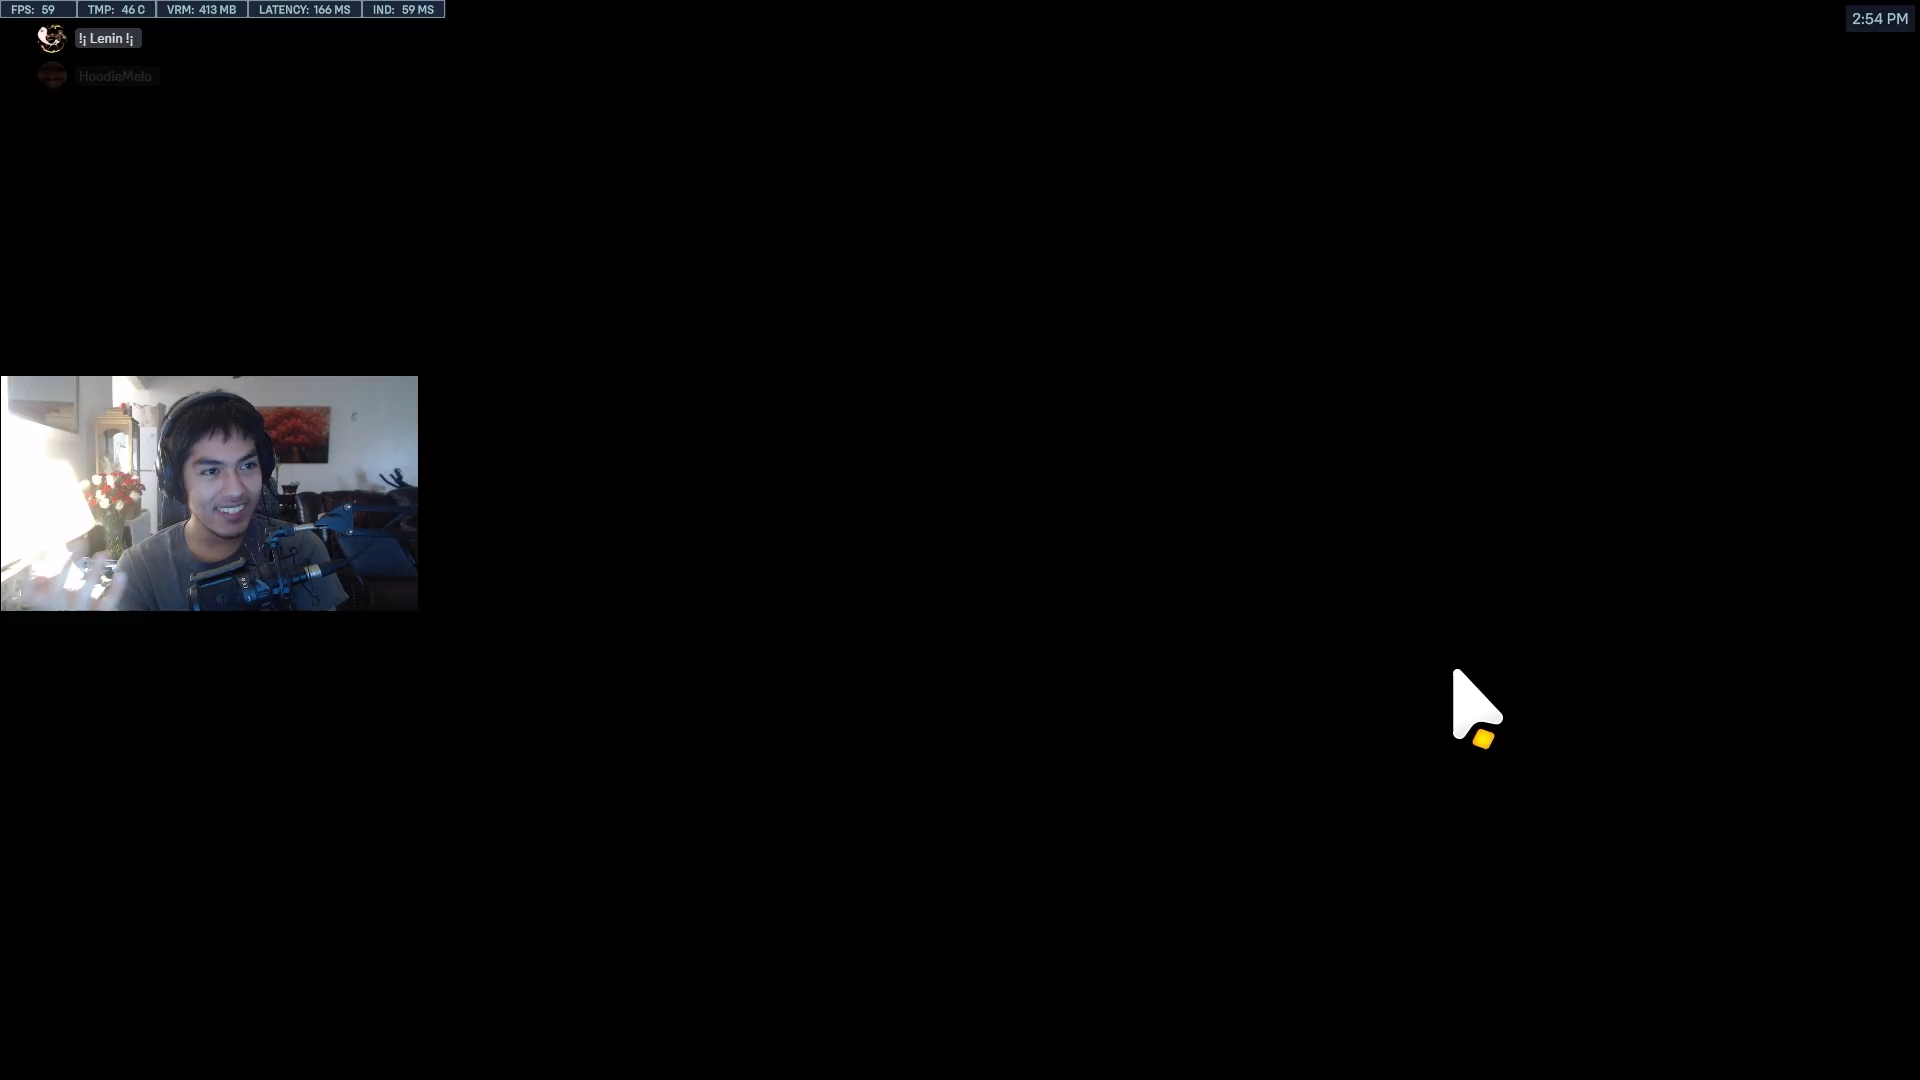 FPS: 59 TMP: 46 C VRM: 413 MB LATENCY: 166 MS IND: 59 MS
2:54 PM
!¡ Lenin !¡
HoodieMelo